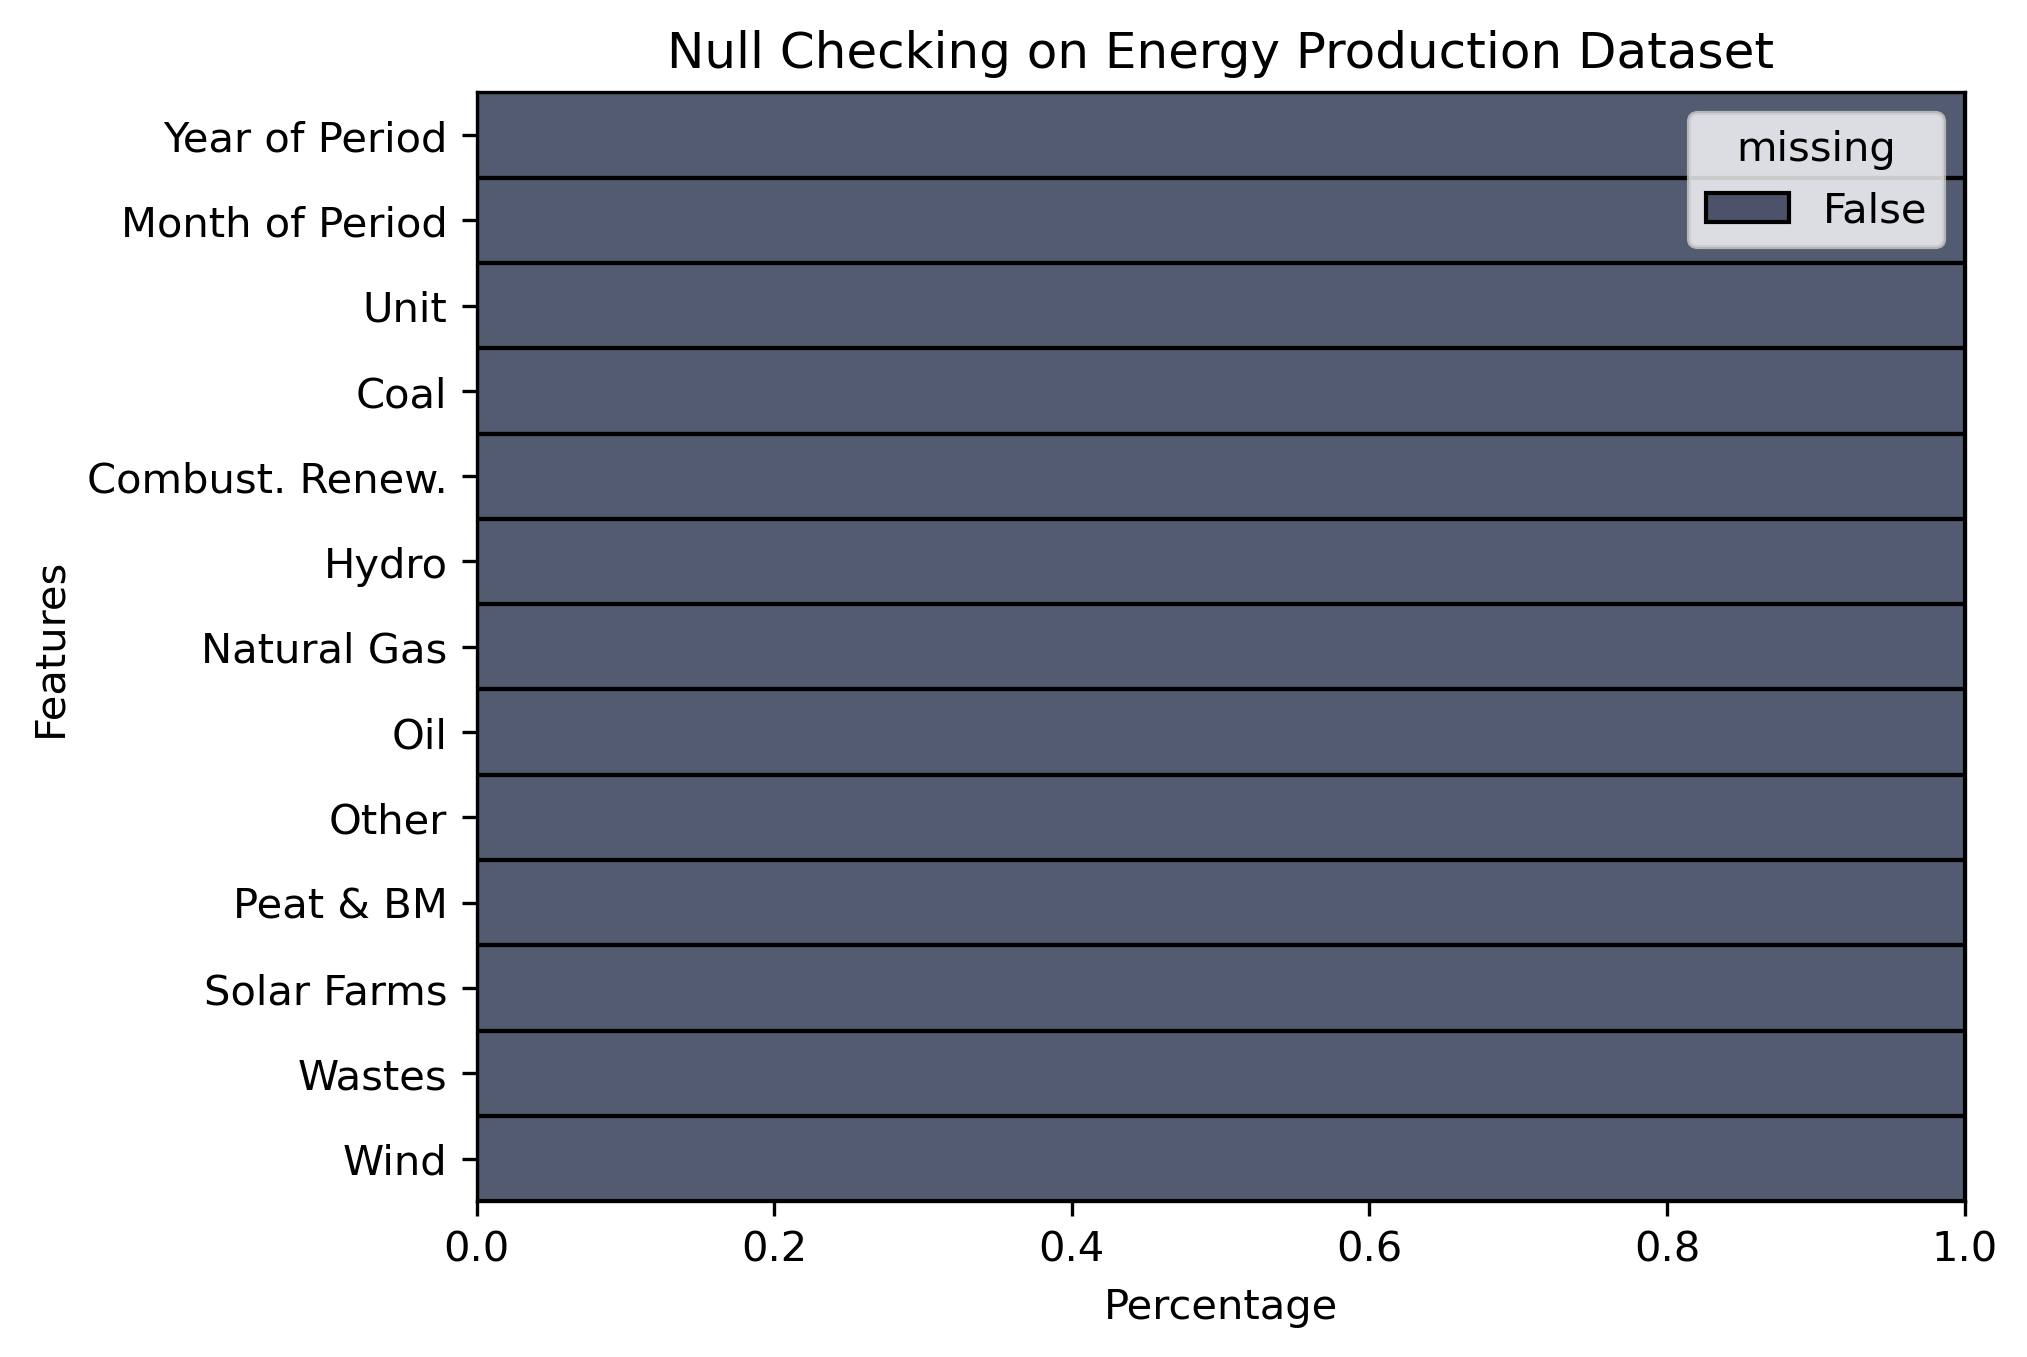 Null Checking on Energy Production Dataset
missing
False
Features
Year of Period
Month of Period
Unit
Coal
Combust. Renew.
Hydro
Natural Gas
Oil
Other
Peat & BM
Solar Farms
Wastes
Wind
0.0 0.2 0.4 0.6 0.8 1.0
Percentage